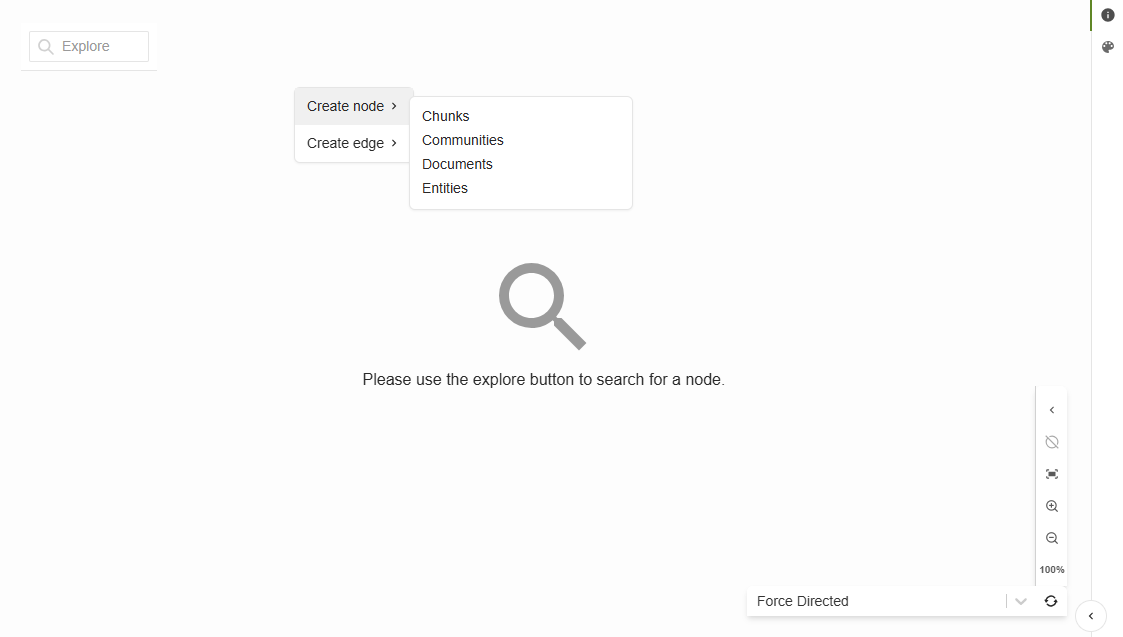 Explore
Create node
Create edge
Chunks
Communities
Documents
Entities
Please use the explore button to search for a node.
100%
Force Directed